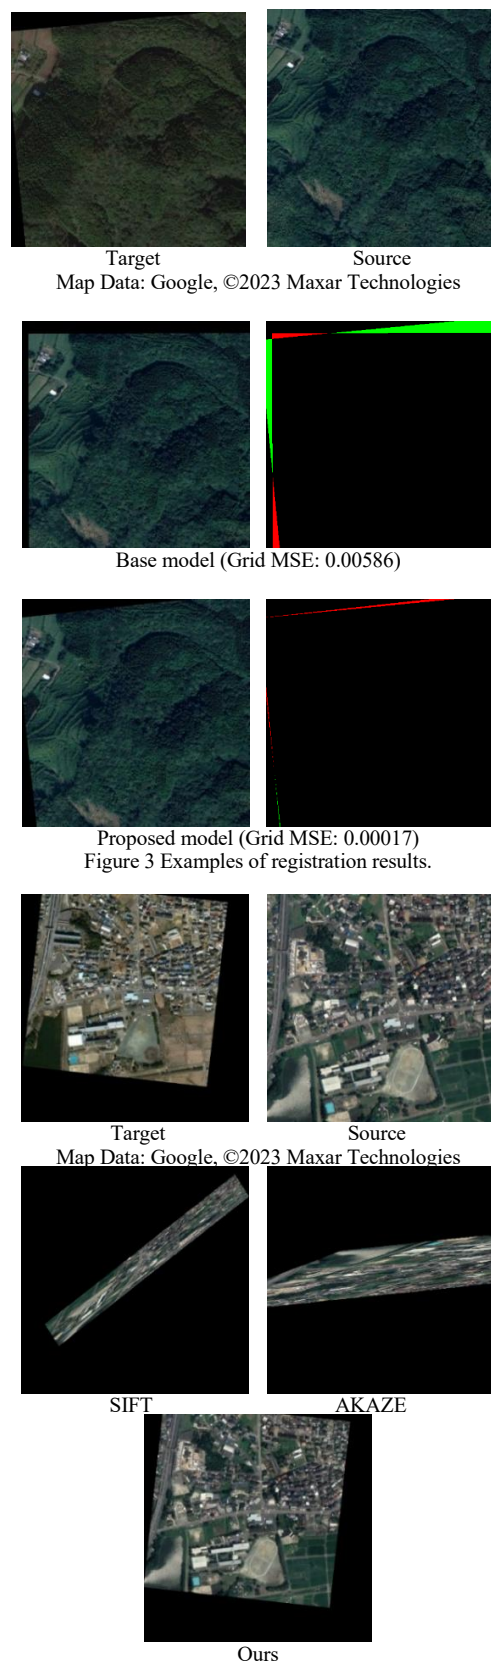 Target
Source
Map Data: Google, ©2023 Maxar Technologies
Base model (Grid MSE: 0.00586)
Proposed model (Grid MSE: 0.00017)
Figure 3 Examples of registration results.
Target
Source
Map Data: Google, ©2023 Maxar Technologies
SIFT
AKAZE
Ours